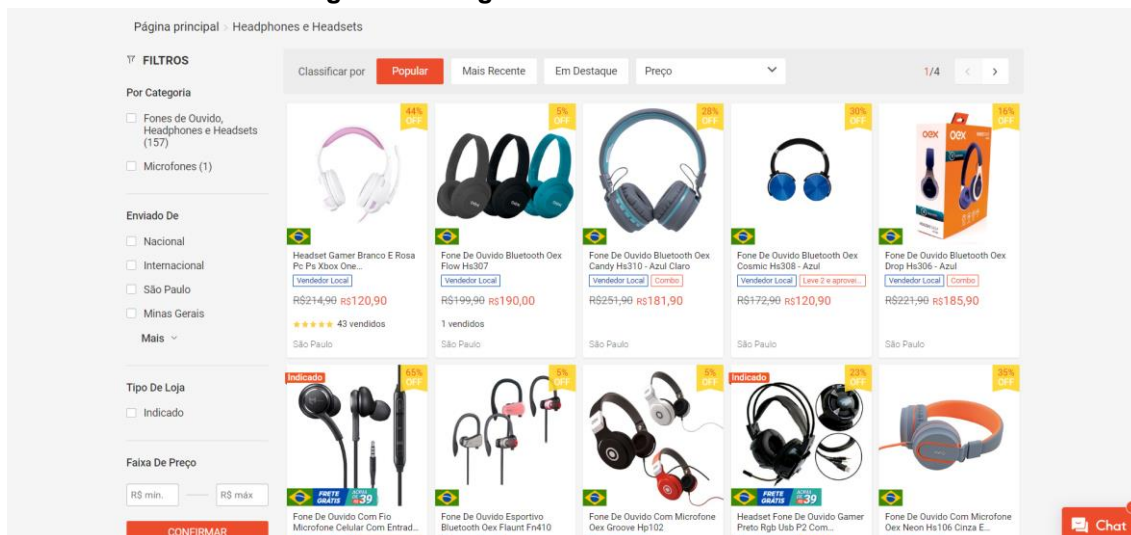 Página principal > Headphones e Headsets
FILTROS
Por Categoria
Fones de Ouvido,
Headphones e Headsets
(157)
Microfones (1)
Enviado De
Nacional
Internacional
São Paulo
Minas Gerais
Mais
Tipo De Loja
Indicado
Faixa De Preço
R$ mín.
R$ máx
CONFIRMAR
Classificar por
Popular
Mais Recente
Em Destaque
Preço
1/4
44%
OFF
Headset Gamer Branco E Rosa
Pc Ps Xbox One...
Vendedor Local
R$214,90 R$120,90
43 vendidos
São Paulo
5%
OFF
Fone De Ouvido Bluetooth Oex
Flow Hs307
Vendedor Local
R$199,90 R$190,00
1 vendidos
São Paulo
28%
OFF
Fone De Ouvido Bluetooth Oex
Candy Hs310 - Azul Claro
Vendedor Local Combo
R$251,90 R$181,90
São Paulo
30%
OFF
Fone De Ouvido Bluetooth Oex
Cosmic Hs308 - Azul
Vendedor Local Leve 2 e aprovei...
R$172,90 R$120,90
São Paulo
16%
OFF
oex oex
Fone De Ouvido Bluetooth Oex
Drop Hs306 - Azul
Vendedor Local Combo
R$221,90 R$185,90
São Paulo
Indicado
65%
OFF
FRETE
GRÁTIS
39
Fone De Ouvido Com Fio
Microfone Celular Com Entrad...
5%
OFF
Fone De Ouvido Esportivo
Bluetooth Oex Flaunt Fn410
5%
OFF
Fone De Ouvido Com Microfone
Oex Groove Hp102
Indicado
23%
OFF
FRETE
GRÁTIS
39
Headset Fone De Ouvido Gamer
Preto Rgb Usb P2 Com...
35%
OFF
Fone De Ouvido Com Microfone
Oex Neon Hs106 Cinza E...
Chat